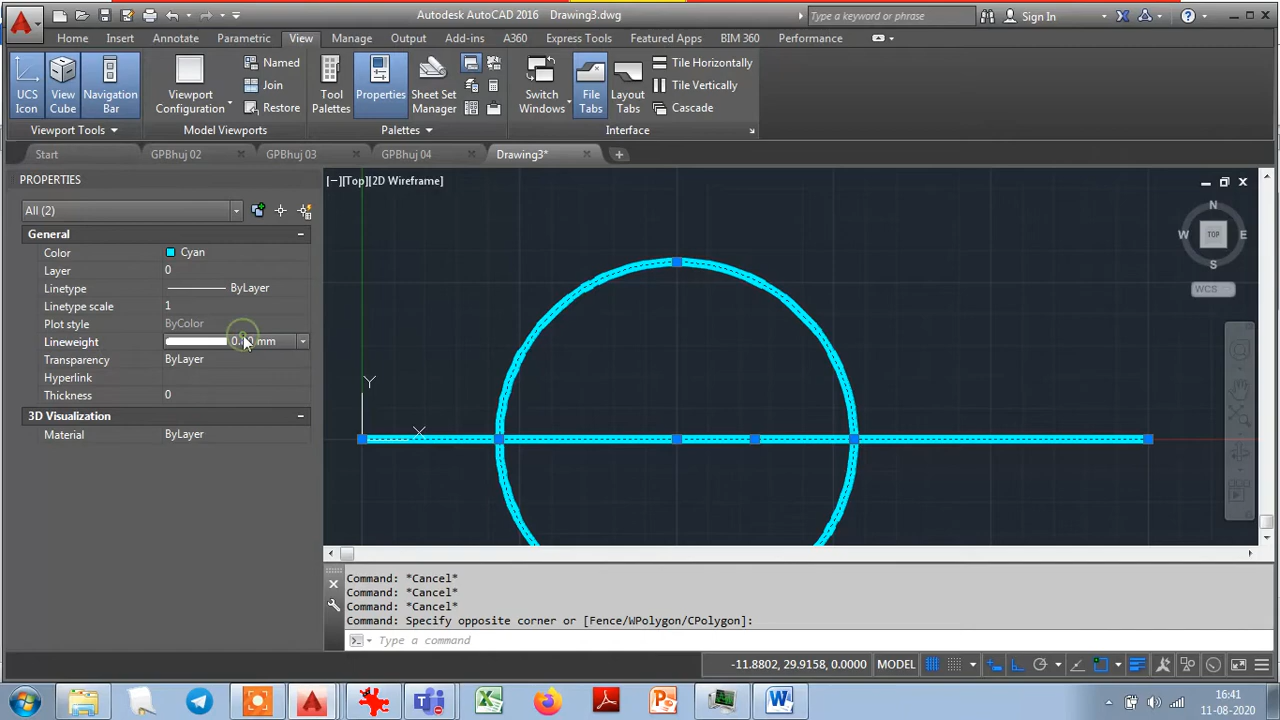 Autodesk AutoCAD 2016 Drawing3.dwg
Type a keyword or phrase
Sign In
Home Insert Annotate Parametric View Manage Output Add-ins A360 Express Tools Featured Apps BIM 360 Performance
UCS Icon
View Cube
Navigation Bar
Viewport Configuration
Named
Join
Restore
Tool Palettes
Properties
Sheet Set Manager
Switch Windows
File Tabs
Layout Tabs
Tile Horizontally
Tile Vertically
Cascade
Viewport Tools Model Viewports Palettes Interface
Start GPBhuj 02 GPBhuj 03 GPBhuj 04 Drawing3*
PROPERTIES
All (2)
General
Color Cyan
Layer 0
Linetype ByLayer
Linetype scale 1
Plot style ByColor
Lineweight mm
Transparency ByLayer
Hyperlink
Thickness 0
3D Visualization
Material ByLayer
[−][Top][2D Wireframe]
N
W TOP E
S
WCS
Y
X
Command: *Cancel*
Command: *Cancel*
Command: *Cancel*
Command: Specify opposite corner or [Fence/WPolygon/CPolygon]:
Type a command
-11.8802, 29.9158, 0.0000 MODEL
16:41
11-08-2020